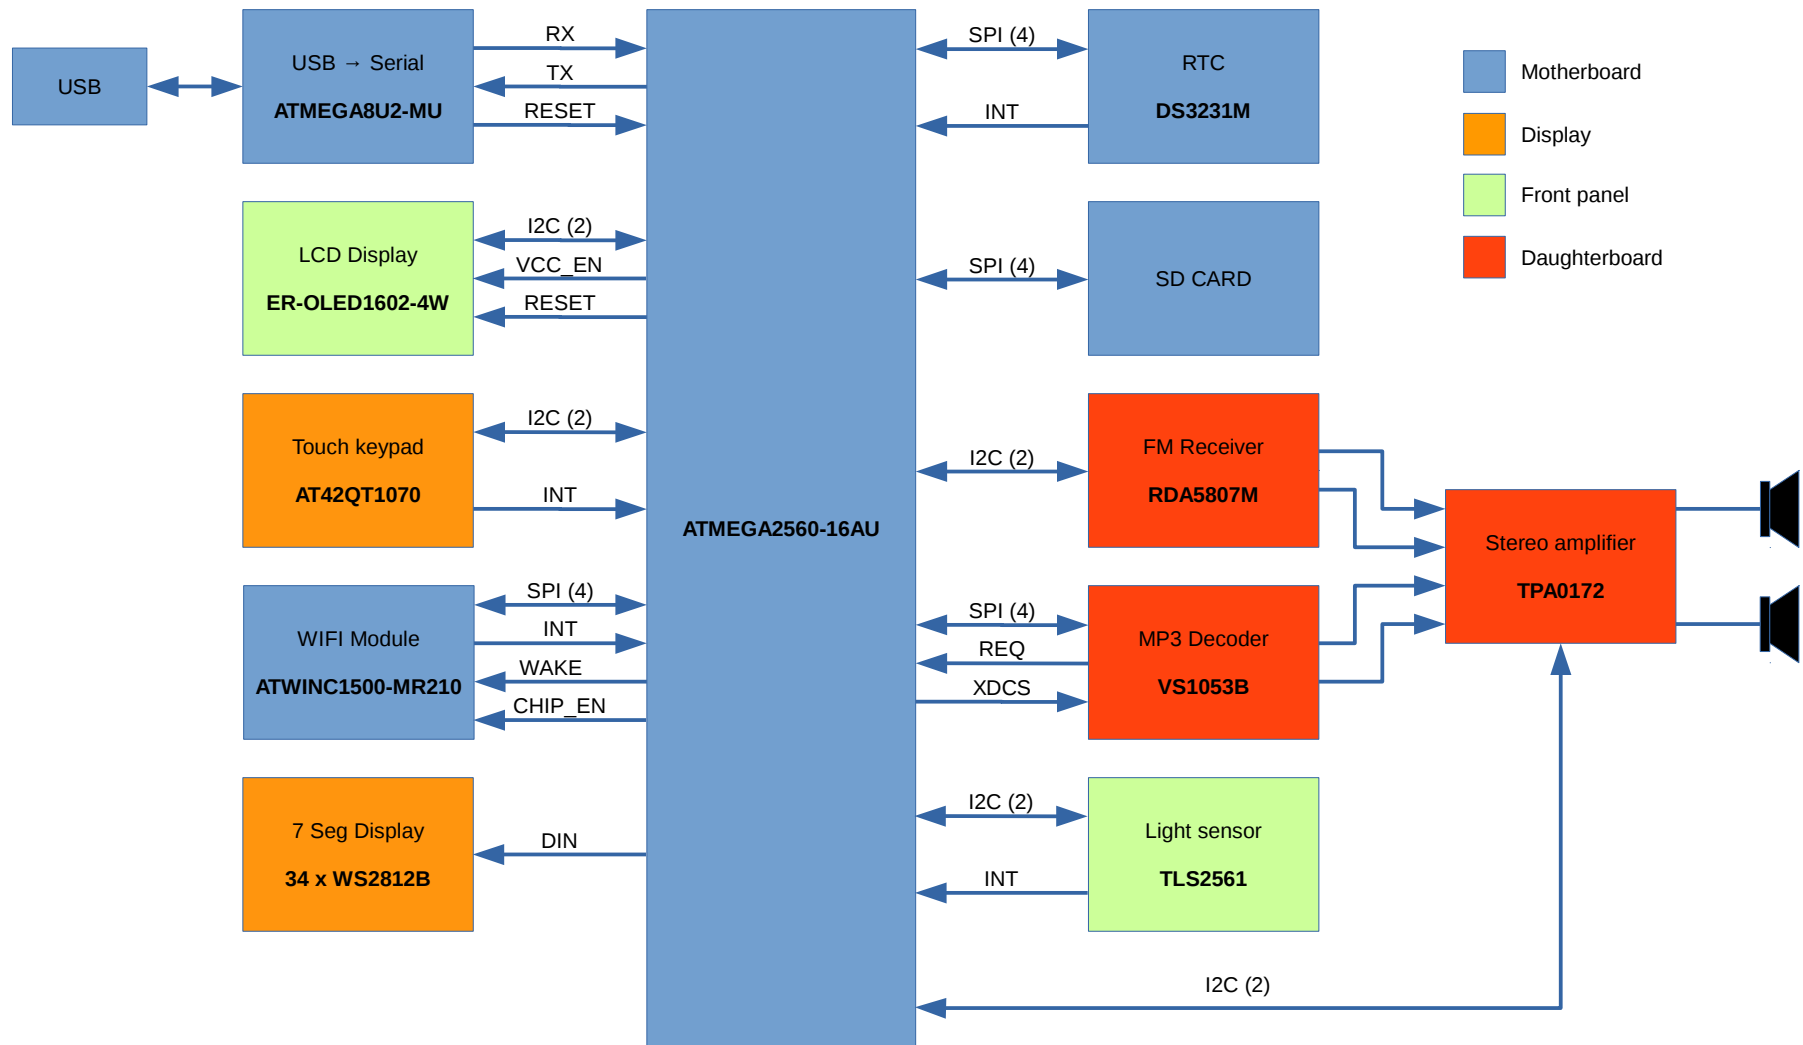 USB
USB → Serial
ATMEGA8U2-MU
RX
TX
RESET
LCD Display
ER-OLED1602-4W
I2C (2)
VCC_EN
RESET
Touch keypad
AT42QT1070
I2C (2)
INT
WIFI Module
ATWINC1500-MR210
SPI (4)
INT
WAKE
CHIP_EN
7 Seg Display
34 x WS2812B
DIN
ATMEGA2560-16AU
SPI (4)
INT
RTC
DS3231M
SPI (4)
SD CARD
I2C (2)
FM Receiver
RDA5807M
SPI (4)
REQ
XDCS
MP3 Decoder
VS1053B
I2C (2)
INT
Light sensor
TLS2561
I2C (2)
Stereo amplifier
TPA0172
Motherboard
Display
Front panel
Daughterboard